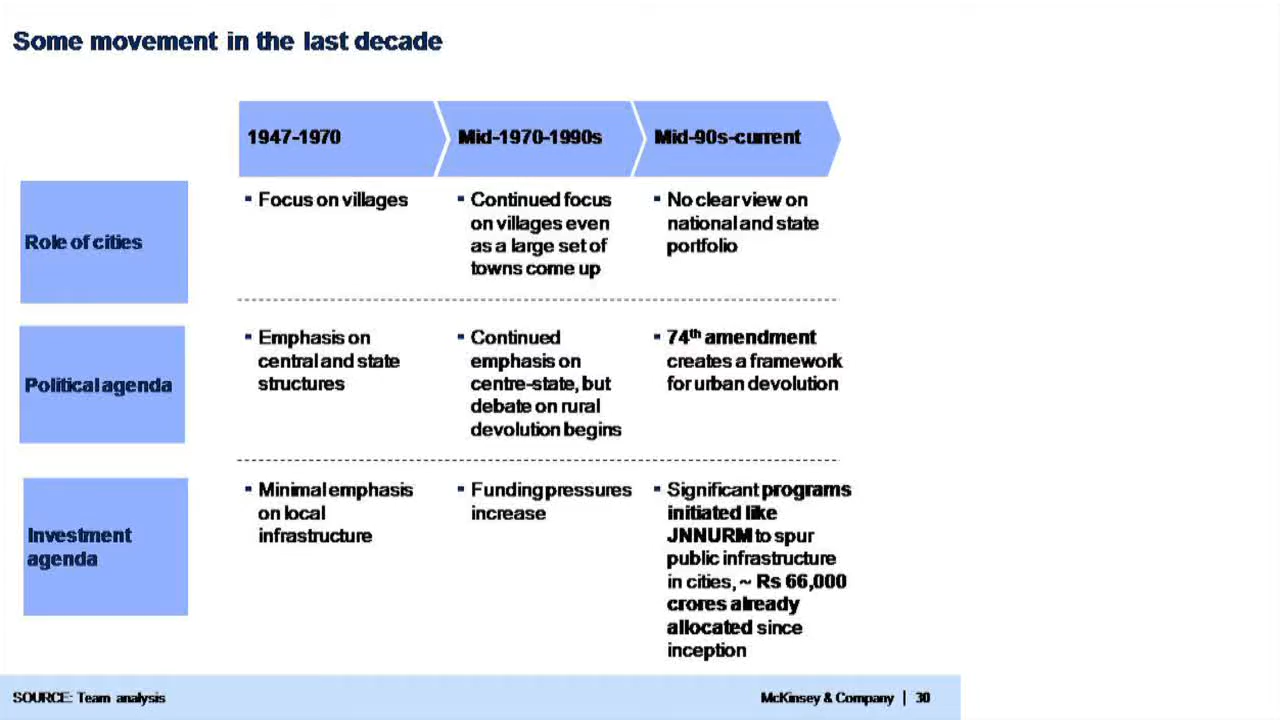 Some movement in the last decade
1947-1970
Mid-1970-1990s
Mid-90s-current
Role of cities
▪ Focus on villages
▪ Continued focus
on villages even
as a large set of
towns come up
▪ No clear view on
national and state
portfolio
Political agenda
▪ Emphasis on
central and state
structures
▪ Continued
emphasis on
centre-state, but
debate on rural
devolution begins
▪ 74th amendment
creates a framework
for urban devolution
Investment
agenda
▪ Minimal emphasis
on local
infrastructure
▪ Funding pressures
increase
▪ Significant programs
initiated like
JNNURM to spur
public infrastructure
in cities, ~ Rs 66,000
crores already
allocated since
inception
SOURCE: Team analysis
McKinsey & Company | 30